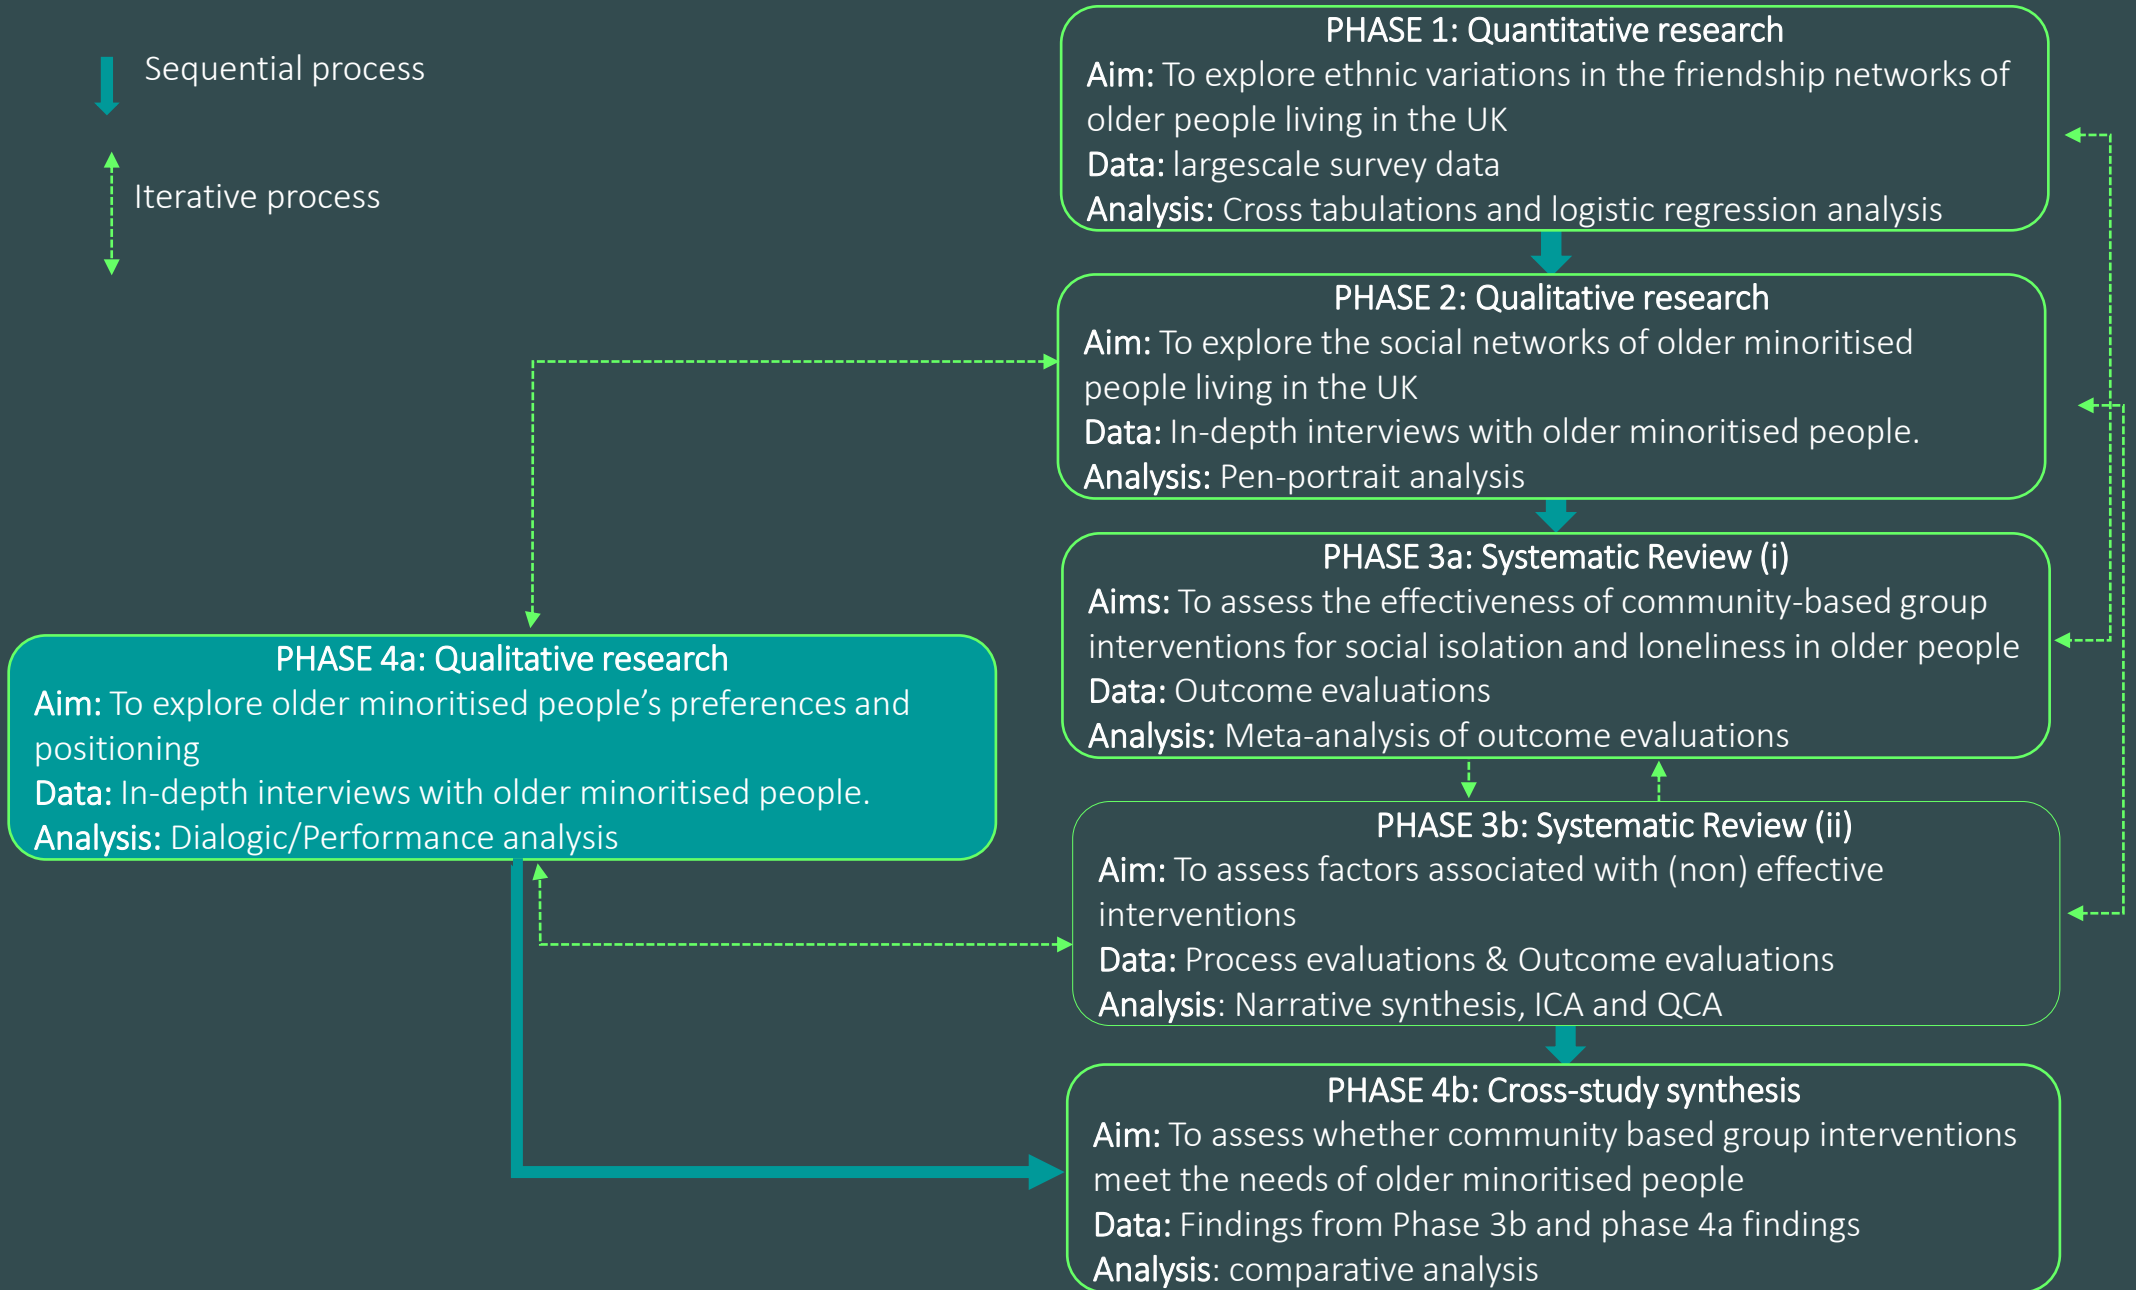 Sequential process
Iterative process
PHASE 1: Quantitative research
Aim: To explore ethnic variations in the friendship networks of
older people living in the UK
Data: largescale survey data
Analysis: Cross tabulations and logistic regression analysis
PHASE 2: Qualitative research
Aim: To explore the social networks of older minoritised
people living in the UK
Data: In-depth interviews with older minoritised people.
Analysis: Pen-portrait analysis
PHASE 3a: Systematic Review (i)
Aims: To assess the effectiveness of community-based group
interventions for social isolation and loneliness in older people
Data: Outcome evaluations
Analysis: Meta-analysis of outcome evaluations
PHASE 4a: Qualitative research
Aim: To explore older minoritised people’s preferences and
positioning
Data: In-depth interviews with older minoritised people.
Analysis: Dialogic/Performance analysis
PHASE 3b: Systematic Review (ii)
Aim: To assess factors associated with (non) effective
interventions
Data: Process evaluations & Outcome evaluations
Analysis: Narrative synthesis, ICA and QCA
PHASE 4b: Cross-study synthesis
Aim: To assess whether community based group interventions
meet the needs of older minoritised people
Data: Findings from Phase 3b and phase 4a findings
Analysis: comparative analysis